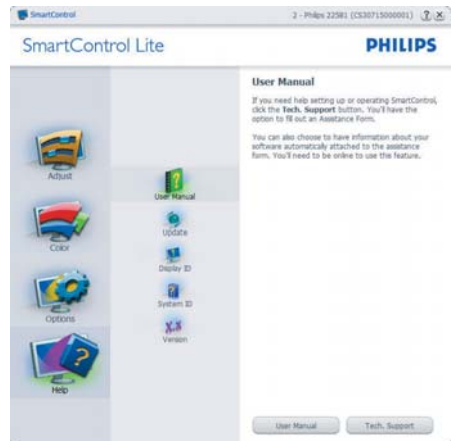 SmartControl
2 - Philips 225B1 (CS30715000001)
SmartControl Lite
PHILIPS
Adjust
Color
Options
Help
User Manual
Update
Display ID
System ID
X.X
Version
User Manual
If you need help setting up or operating SmartControl,
click the Tech. Support button. You'll have the
option to fill out an Assistance Form.
You can also choose to have information about your
software automatically attached to the assistance
form. You'll need to be online to use this feature.
User Manual
Tech. Support